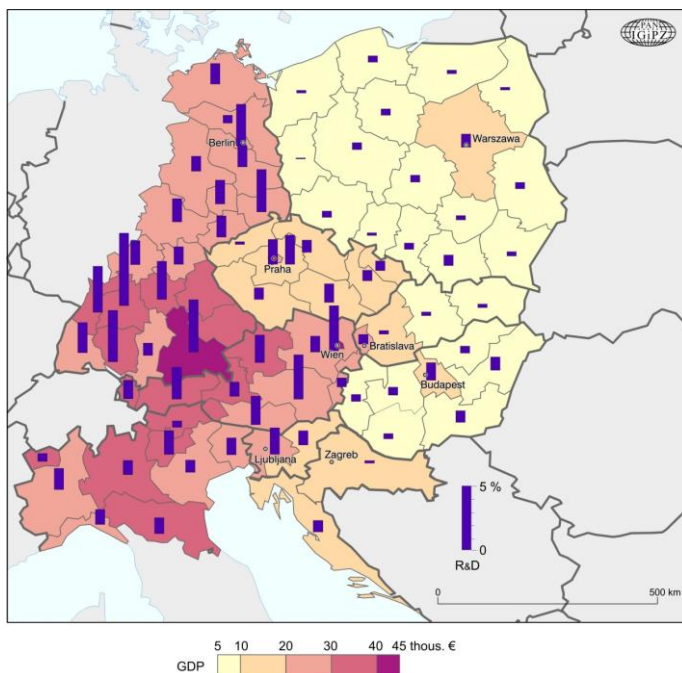 PAN
IGiPZ
Berlin
Warszawa
Praha
Wien
Bratislava
Budapest
Ljubljana
Zagreb
5 %
0
R&D
0 500 km
5 10 20 30 40 45 thous. €
GDP